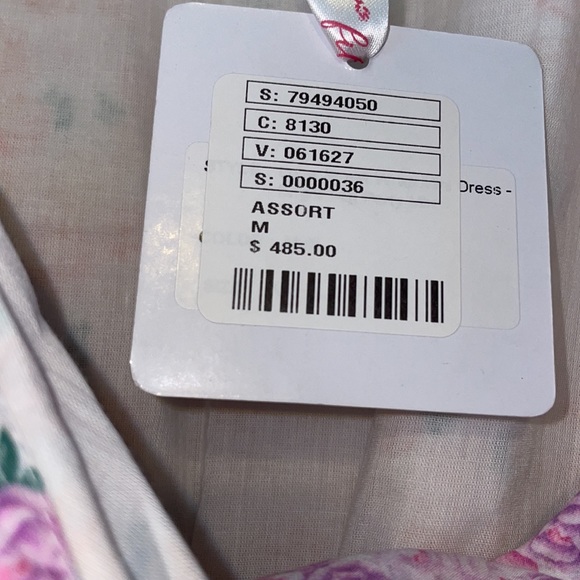 S: 79494050
C: 8130
V: 061627
S: 0000036
Dress -
ASSORT
M
$ 485.00